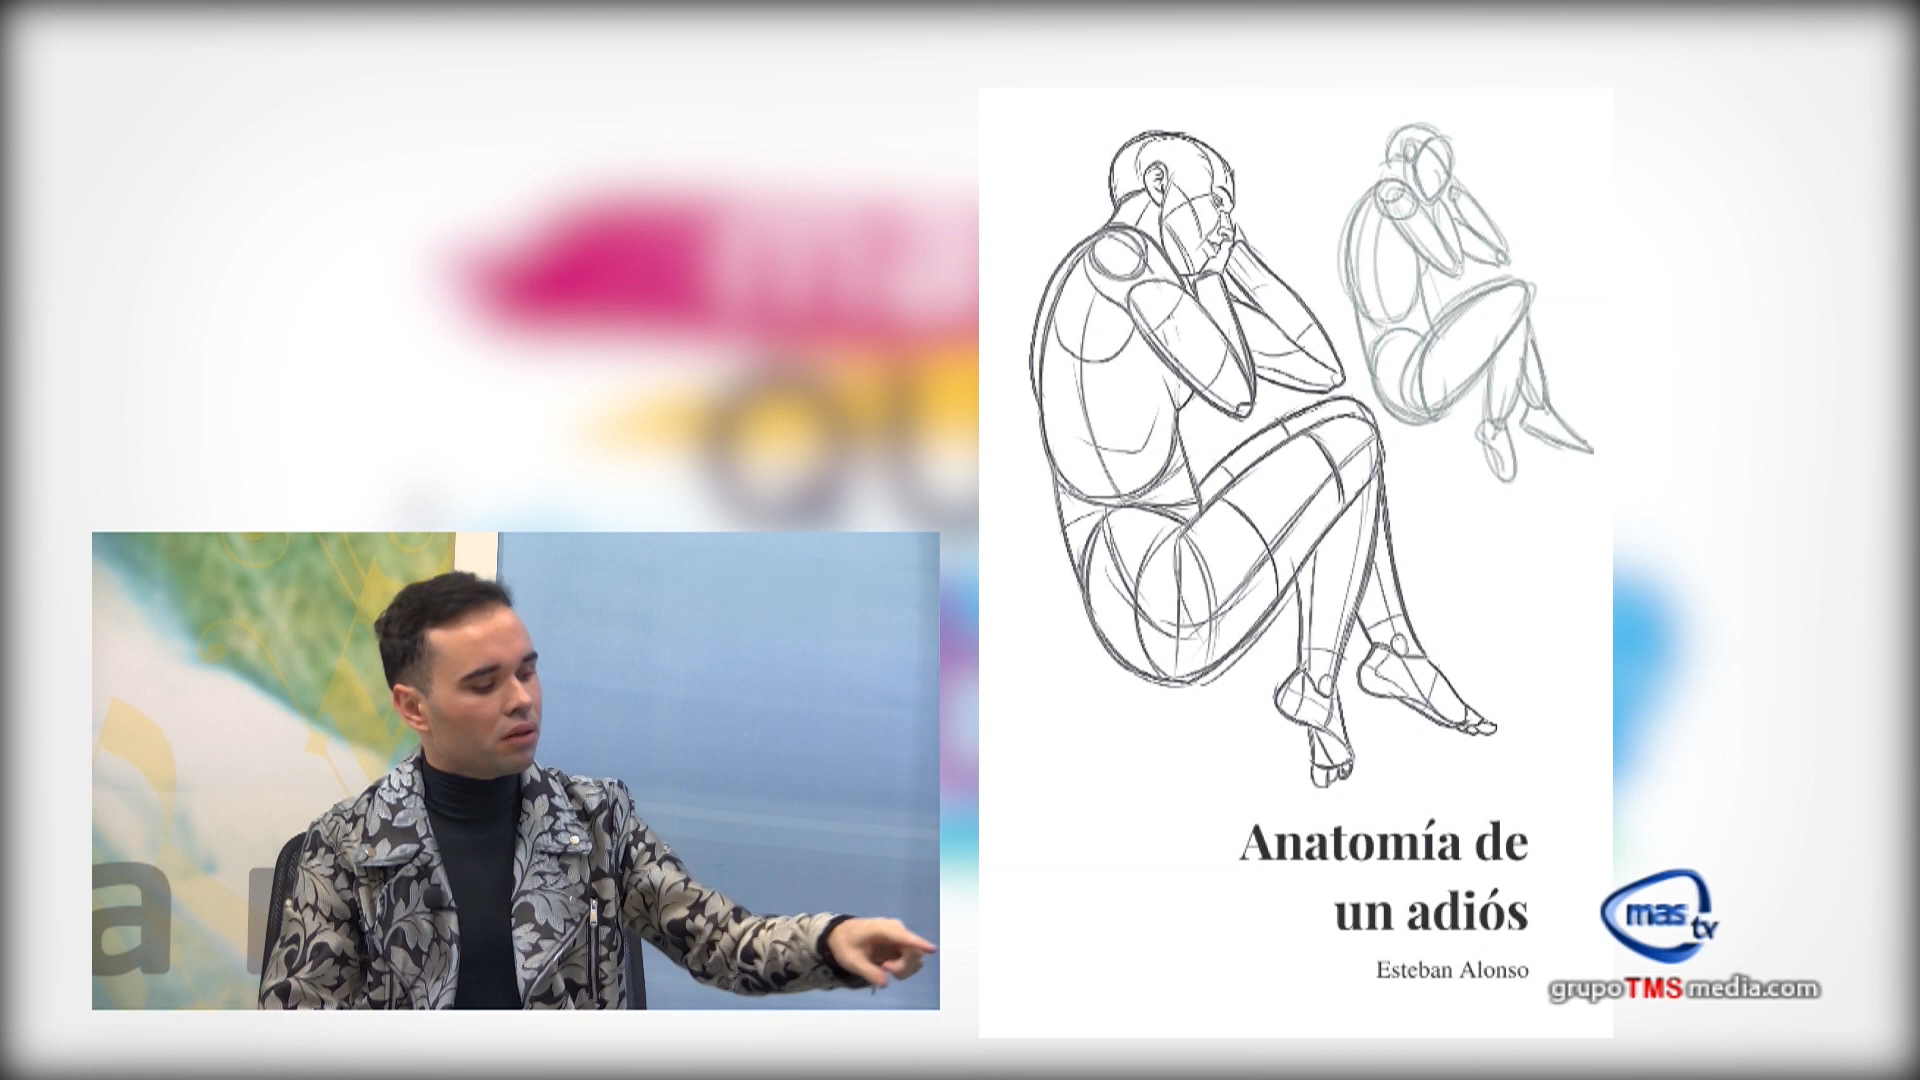 Anatomía de
un adiós
Esteban Alonso
mas
tv
grupoTMSmedia.com